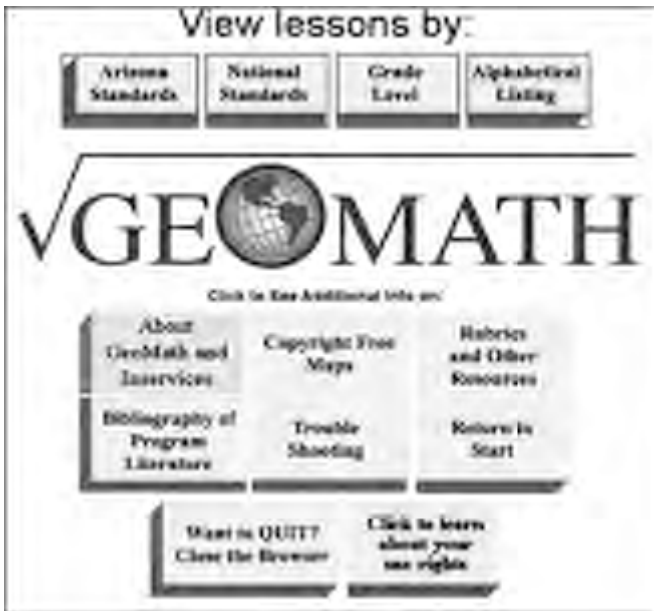 View lessons by:
Arizona
Standards
National
Standards
Grade
Level
Alphabetical
Listing
√GEOMATH
Click to See Additional Info on:
About
GeoMath and
Inservices
Copyright Free
Maps
Rubrics
and Other
Resources
Bibliography of
Program
Literature
Trouble
Shooting
Return to
Start
Want to QUIT?
Close the Browser
Click to learn
about your
use rights